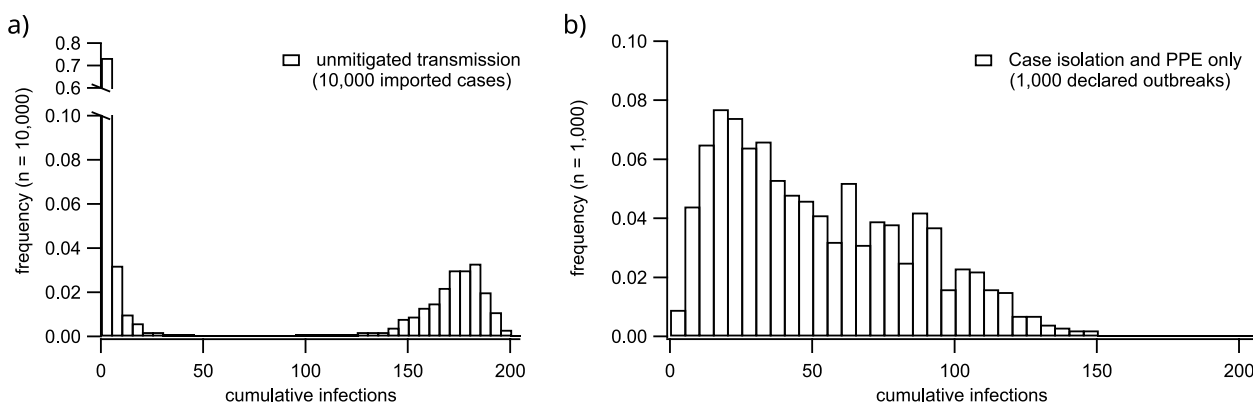 a)
0.8
0.7
0.6
0.10
0.08
0.06
0.04
0.02
0.00
frequency (n = 10,000)
unmitigated transmission
(10,000 imported cases)
0
50
100
150
200
cumulative infections
b)
0.10
0.08
0.06
0.04
0.02
0.00
frequency (n = 1,000)
Case isolation and PPE only
(1,000 declared outbreaks)
0
50
100
150
200
cumulative infections